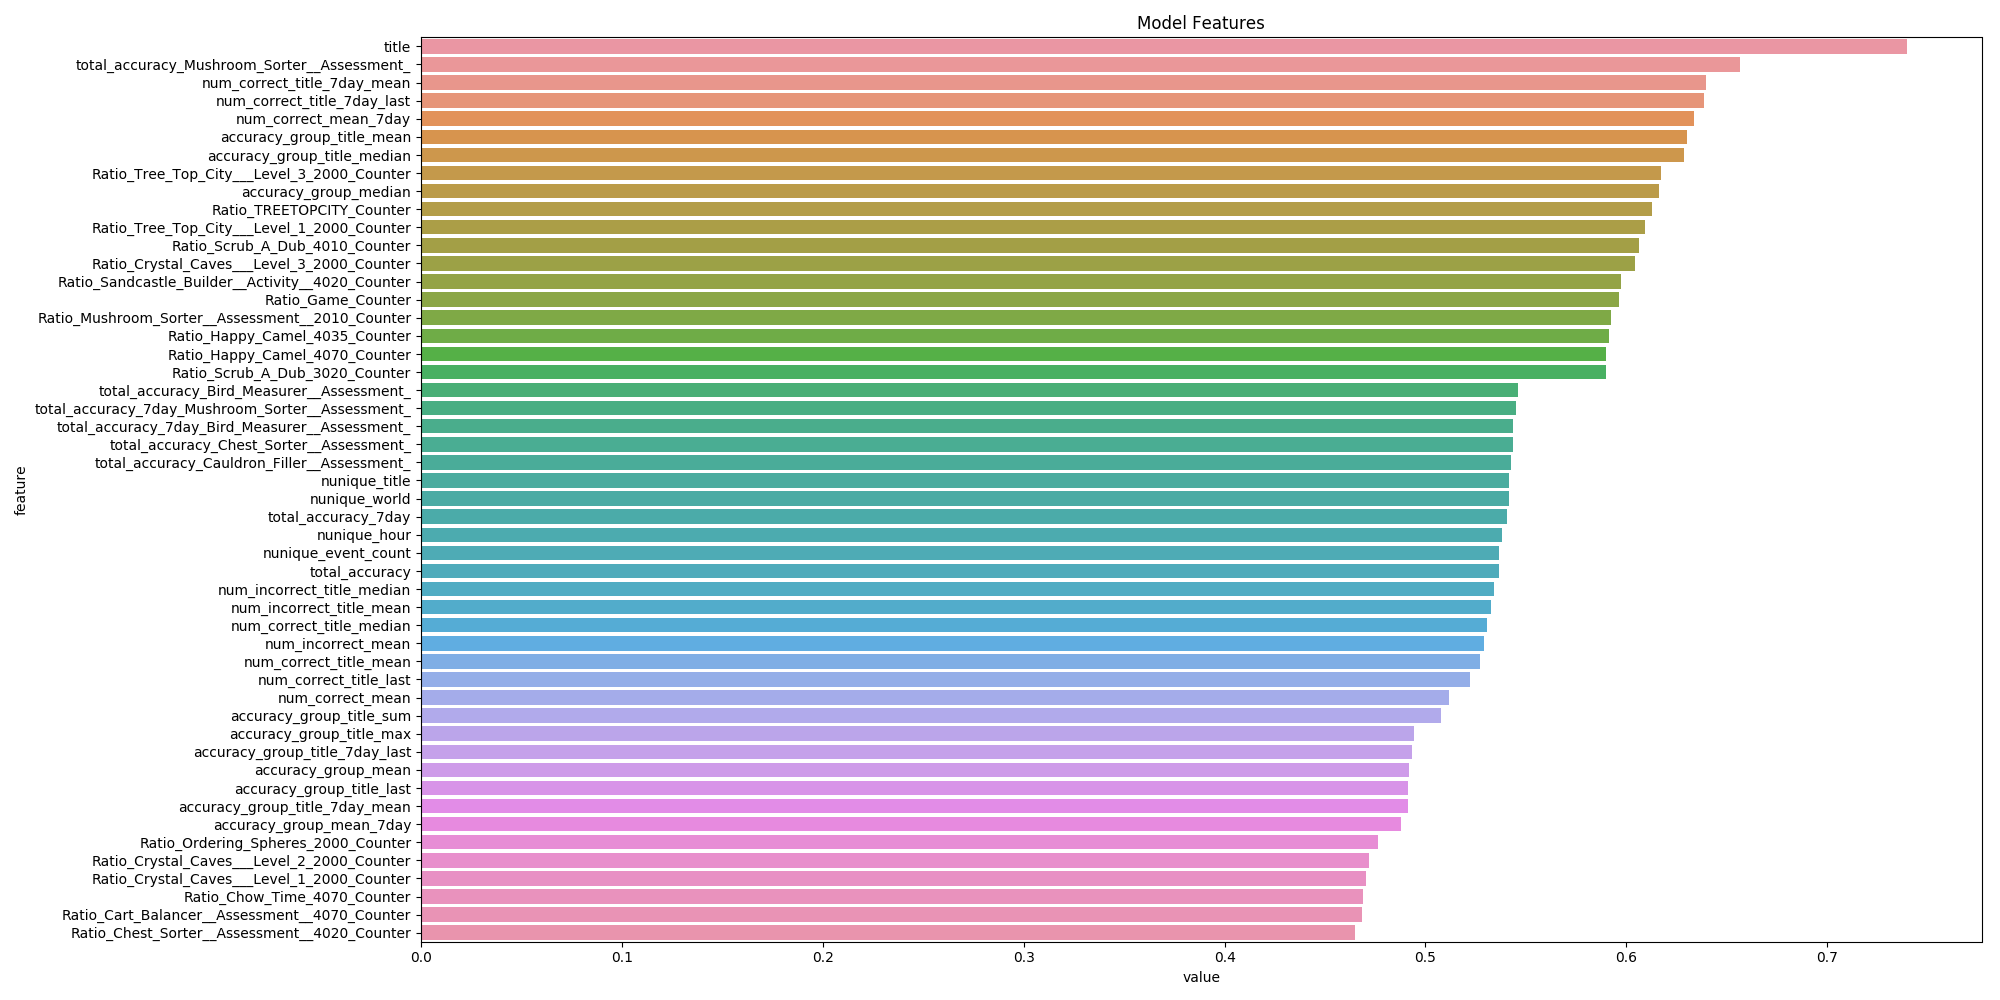 Model Features
title
total_accuracy_Mushroom_Sorter__Assessment_
num_correct_title_7day_mean
num_correct_title_7day_last
num_correct_mean_7day
accuracy_group_title_mean
accuracy_group_title_median
Ratio_Tree_Top_City___Level_3_2000_Counter
accuracy_group_median
Ratio_TREETOPCITY_Counter
Ratio_Tree_Top_City___Level_1_2000_Counter
Ratio_Scrub_A_Dub_4010_Counter
Ratio_Crystal_Caves___Level_3_2000_Counter
Ratio_Sandcastle_Builder__Activity__4020_Counter
Ratio_Game_Counter
Ratio_Mushroom_Sorter__Assessment__2010_Counter
Ratio_Happy_Camel_4035_Counter
Ratio_Happy_Camel_4070_Counter
Ratio_Scrub_A_Dub_3020_Counter
total_accuracy_Bird_Measurer__Assessment_
total_accuracy_7day_Mushroom_Sorter__Assessment_
total_accuracy_7day_Bird_Measurer__Assessment_
total_accuracy_Chest_Sorter__Assessment_
total_accuracy_Cauldron_Filler__Assessment_
nunique_title
nunique_world
total_accuracy_7day
nunique_hour
nunique_event_count
total_accuracy
num_incorrect_title_median
num_incorrect_title_mean
num_correct_title_median
num_incorrect_mean
num_correct_title_mean
num_correct_title_last
num_correct_mean
accuracy_group_title_sum
accuracy_group_title_max
accuracy_group_title_7day_last
accuracy_group_mean
accuracy_group_title_last
accuracy_group_title_7day_mean
accuracy_group_mean_7day
Ratio_Ordering_Spheres_2000_Counter
Ratio_Crystal_Caves___Level_2_2000_Counter
Ratio_Crystal_Caves___Level_1_2000_Counter
Ratio_Chow_Time_4070_Counter
Ratio_Cart_Balancer__Assessment__4070_Counter
Ratio_Chest_Sorter__Assessment__4020_Counter
feature
0.0 0.1 0.2 0.3 0.4 0.5 0.6 0.7
value